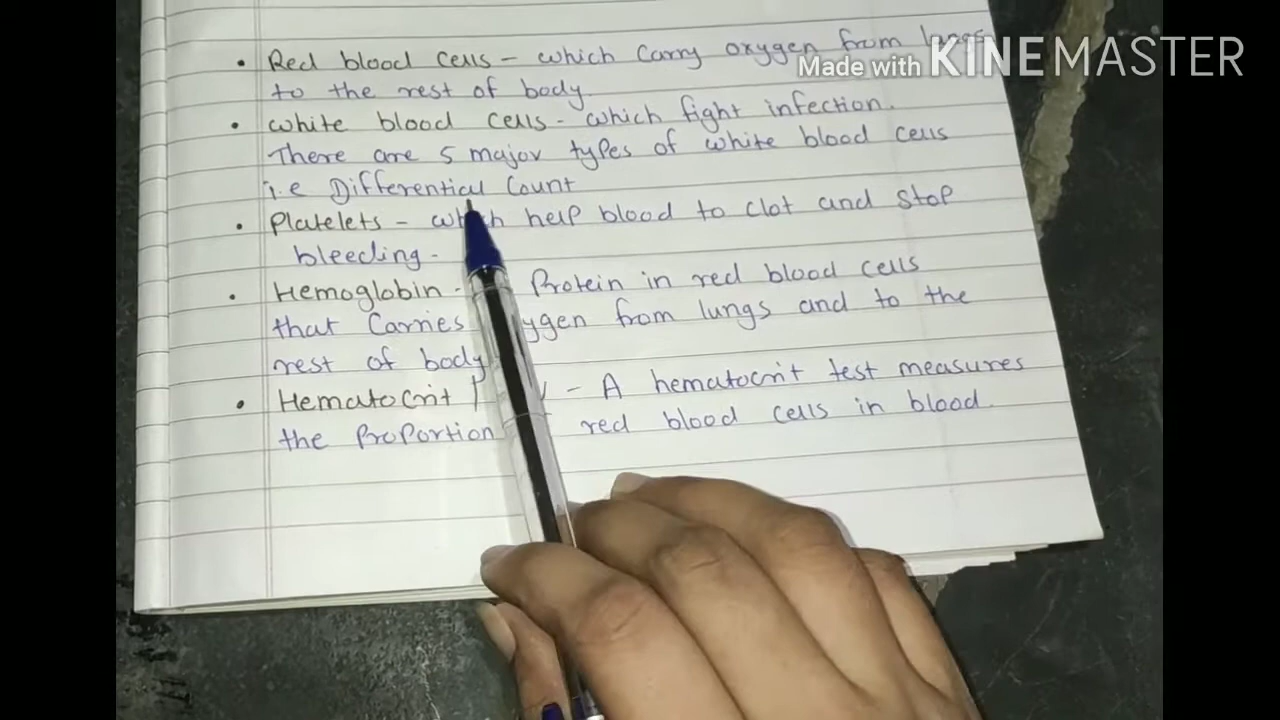 • Red blood cells - which carry oxygen from lungs
Made with KINEMASTER
to the rest of body.
• White blood cells - which fight infection.
There are 5 major types of white blood cells
i.e Differential Count
• Platelets - which help blood to clot and stop
bleeding -
• Hemoglobin - Protein in red blood cells
that Carries oxygen from lungs and to the
rest of body
• Hematocrit - A hematocrit test measures
the Proportion red blood cells in blood.